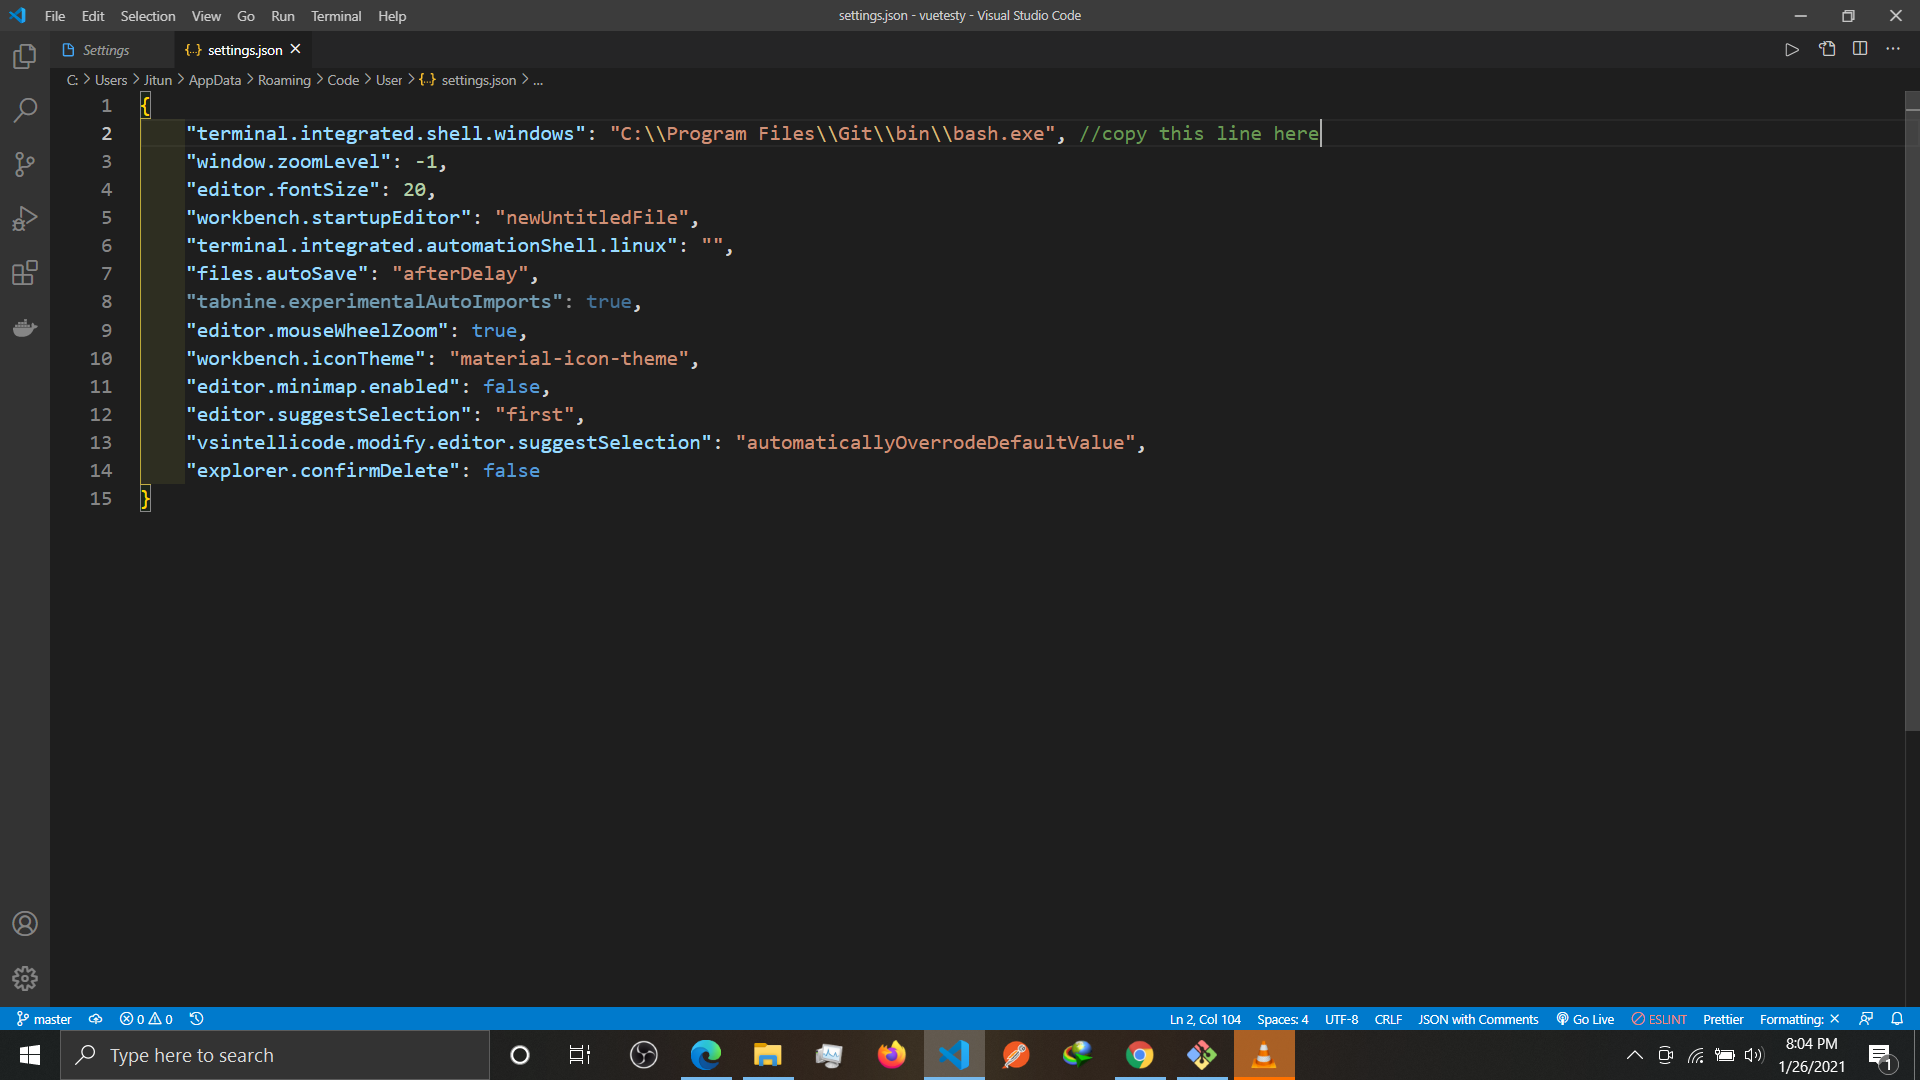 File Edit Selection View Go Run Terminal Help
settings.json - vuetesty - Visual Studio Code
Settings
{..} settings.json
C: > Users > Jitun > AppData > Roaming > Code > User > {..} settings.json > ...
1 {
2 "terminal.integrated.shell.windows": "C:\\Program Files\\Git\\bin\\bash.exe", //copy this line here
3 "window.zoomLevel": -1,
4 "editor.fontSize": 20,
5 "workbench.startupEditor": "newUntitledFile",
6 "terminal.integrated.automationShell.linux": "",
7 "files.autoSave": "afterDelay",
8 "tabnine.experimentalAutoImports": true,
9 "editor.mouseWheelZoom": true,
10 "workbench.iconTheme": "material-icon-theme",
11 "editor.minimap.enabled": false,
12 "editor.suggestSelection": "first",
13 "vsintellicode.modify.editor.suggestSelection": "automaticallyOverrodeDefaultValue",
14 "explorer.confirmDelete": false
15 }
master 0 0 Ln 2, Col 104 Spaces: 4 UTF-8 CRLF JSON with Comments Go Live ESLINT Prettier Formatting: ×
Type here to search
8:04 PM
1/26/2021
1